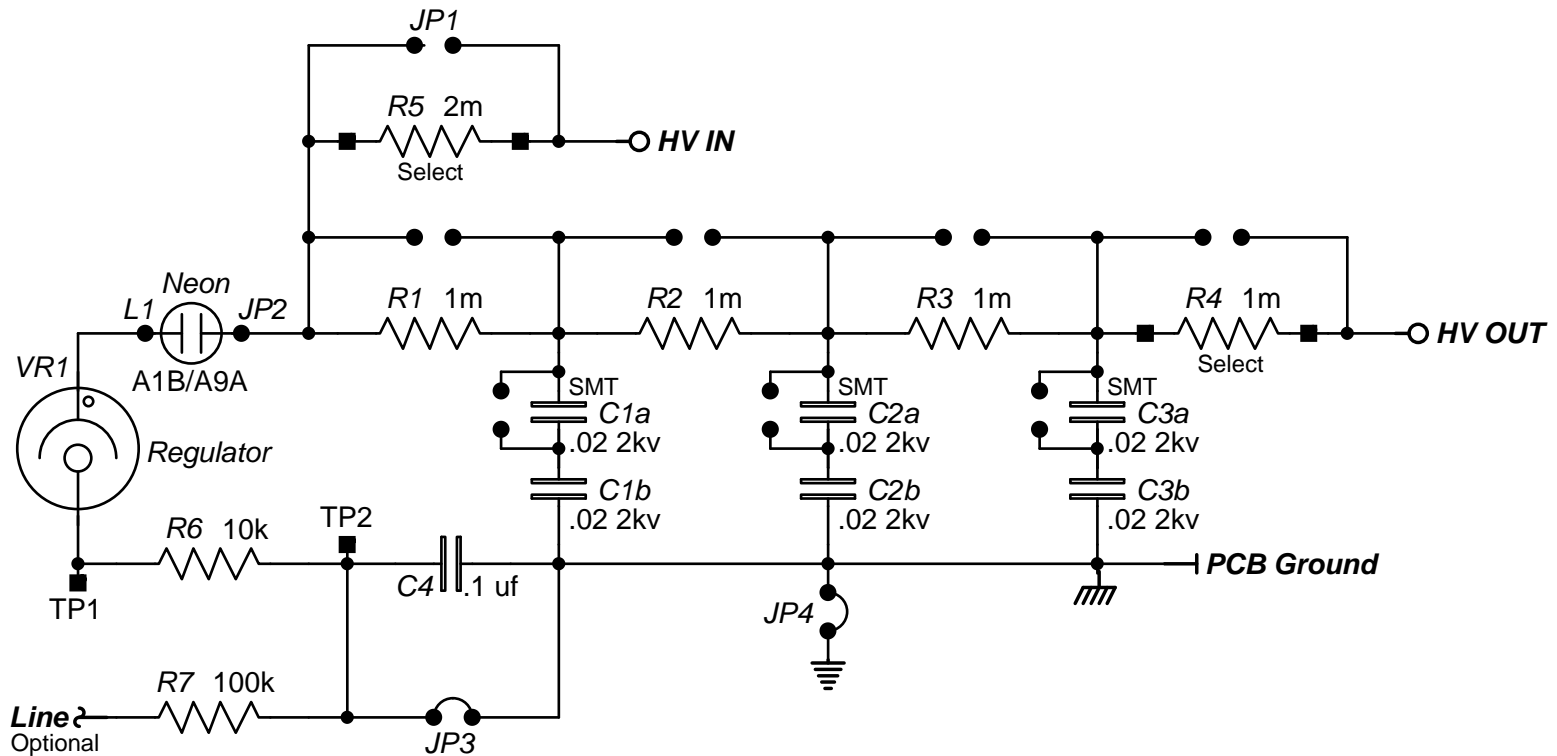 JP1
R5 2m
Select
HV IN
Neon
L1
JP2
A1B/A9A
R1 1m
R2 1m
R3 1m
R4 1m
Select
HV OUT
VR1
Regulator
SMT
C1a
.02 2kv
C1b
.02 2kv
SMT
C2a
.02 2kv
C2b
.02 2kv
SMT
C3a
.02 2kv
C3b
.02 2kv
R6 10k
TP2
TP1
C4 .1 uf
PCB Ground
JP4
R7 100k
Line
Optional
JP3